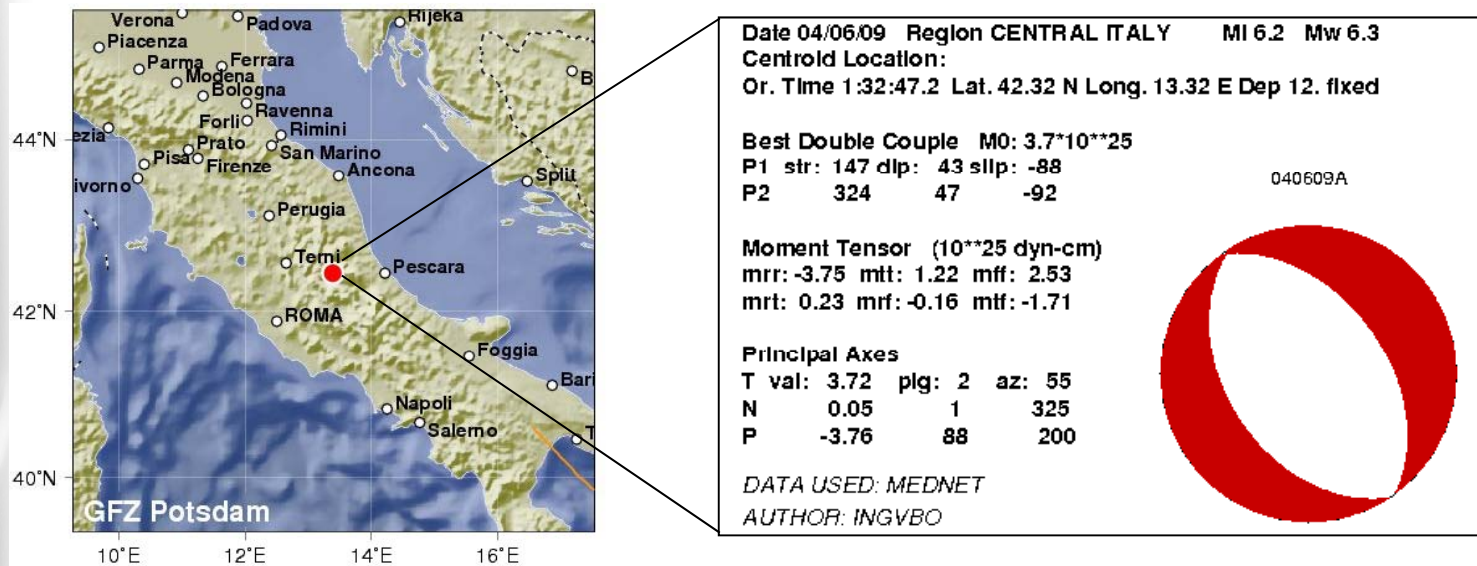 Verona
Padova
Rijeka
Piacenza
Parma
Ferrara
Modena
B
Bologna
Ravenna
Forli
Rimini
ezia
44°N
Prato
San Marino
Pisa
Firenze
Ancona
Split
ivorno
Perugia
Terni
Pescara
42°N
ROMA
Foggia
Bari
Napoli
Salerno
T
40°N
GFZ Potsdam
10°E 12°E 14°E 16°E
Date 04/06/09 Region CENTRAL ITALY Ml 6.2 Mw 6.3
Centroid Location:
Or. Time 1:32:47.2 Lat. 42.32 N Long. 13.32 E Dep 12. fixed
Best Double Couple M0: 3.7*10**25
P1 str: 147 dip: 43 slip: -88
P2 324 47 -92
040609A
Moment Tensor (10**25 dyn-cm)
mrr: -3.75 mtt: 1.22 mff: 2.53
mrt: 0.23 mrf: -0.16 mtf: -1.71
Principal Axes
T val: 3.72 plg: 2 az: 55
N 0.05 1 325
P -3.76 88 200
DATA USED: MEDNET
AUTHOR: INGVBO